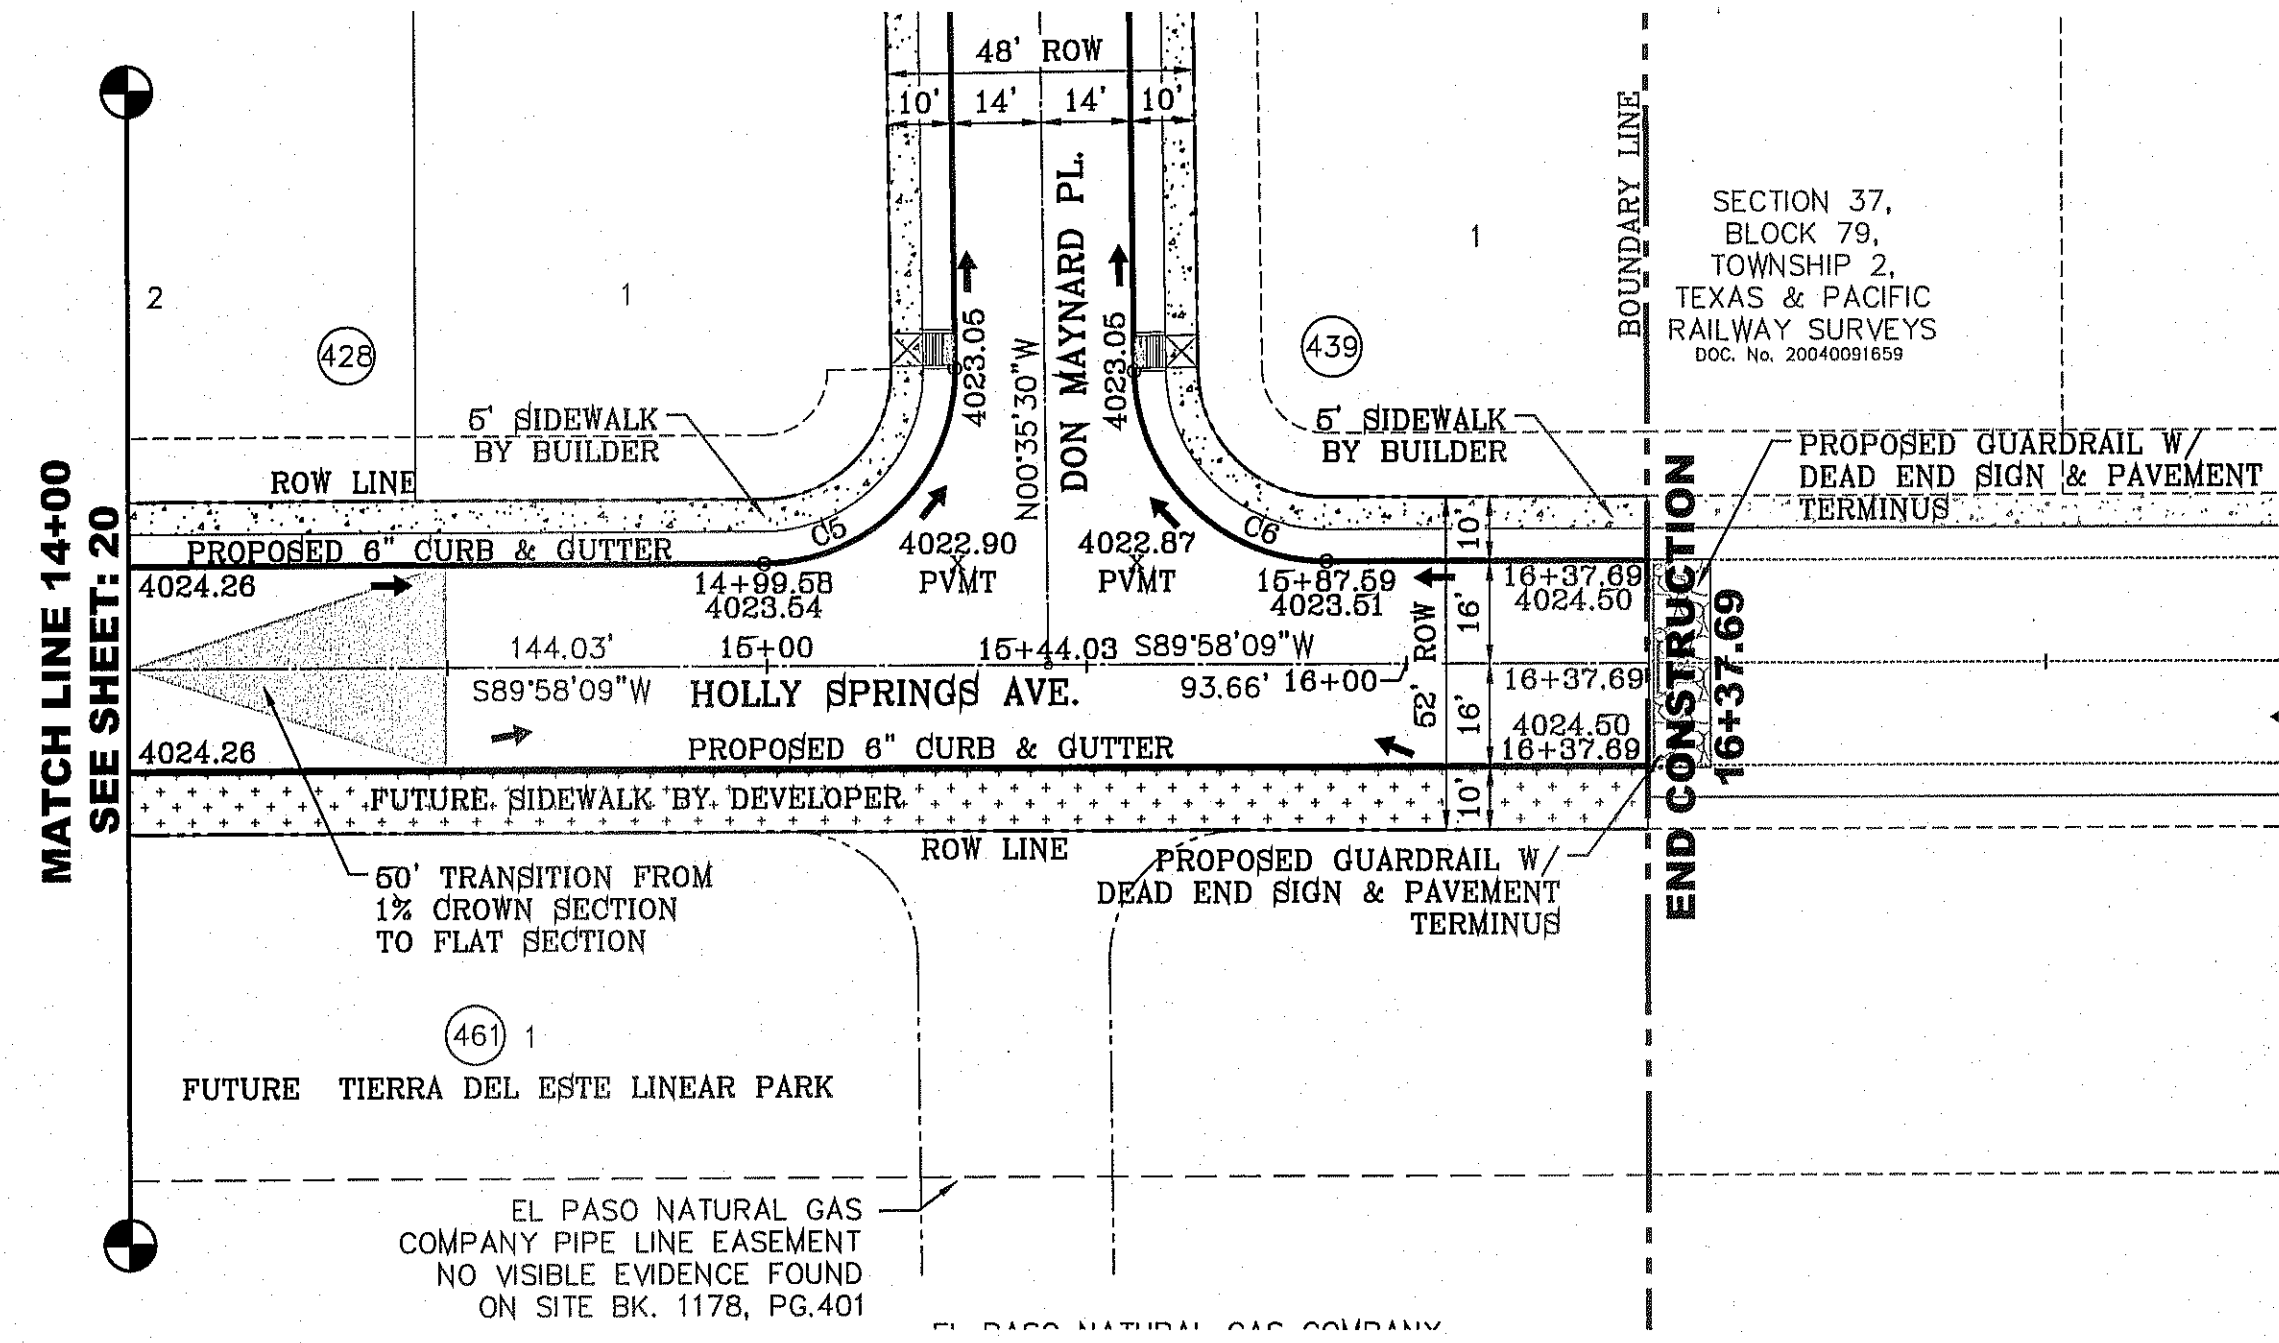 48' ROW
10' 14' 14' 10'
BOUNDARY LINE
DON MAYNARD PL.
N00°35'30"W
SECTION 37,
BLOCK 79,
TOWNSHIP 2,
TEXAS & PACIFIC
RAILWAY SURVEYS
DOC. No. 20040091659
2
1
1
428
439
4023.05
4023.05
5' SIDEWALK
BY BUILDER
5' SIDEWALK
BY BUILDER
PROPOSED GUARDRAIL W/
DEAD END SIGN & PAVEMENT
TERMINUS
ROW LINE
MATCH LINE 14+00
SEE SHEET: 20
C5
C6
PROPOSED 6" CURB & GUTTER
4022.90
PVMT
4022.87
PVMT
4024.26
14+99.58
4023.54
15+87.59
4023.51
16+37.69
4024.50
10'
16'
16'
10'
52' ROW
144.03'
15+00
15+44.03
S89°58'09"W
S89°58'09"W
HOLLY SPRINGS AVE.
93.66'
16+00
16+37.69
4024.50
16+37.69
END CONSTRUCTION
16+37.69
4024.26
PROPOSED 6" CURB & GUTTER
FUTURE SIDEWALK BY DEVELOPER
ROW LINE
PROPOSED GUARDRAIL W/
DEAD END SIGN & PAVEMENT
TERMINUS
50' TRANSITION FROM
1% CROWN SECTION
TO FLAT SECTION
461 1
FUTURE TIERRA DEL ESTE LINEAR PARK
EL PASO NATURAL GAS
COMPANY PIPE LINE EASEMENT
NO VISIBLE EVIDENCE FOUND
ON SITE BK. 1178, PG.401
EL PASO NATURAL GAS COMPANY